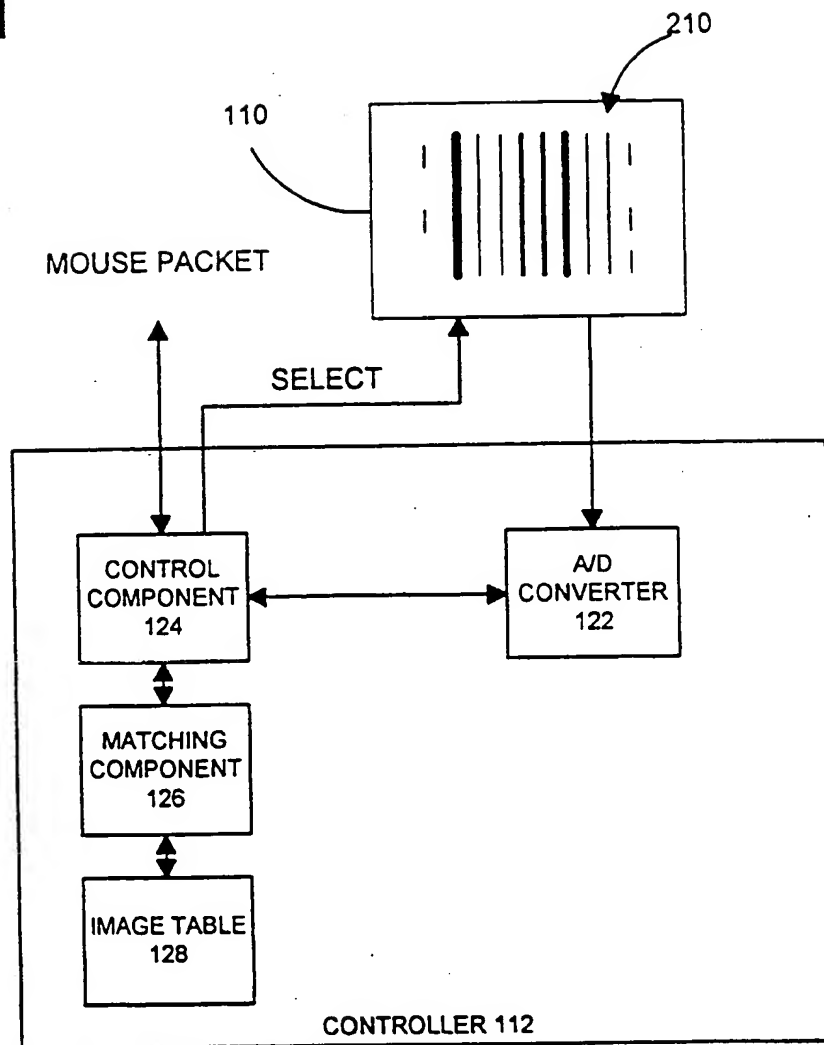 210
110
MOUSE PACKET
SELECT
CONTROL
COMPONENT
124
A/D
CONVERTER
122
MATCHING
COMPONENT
126
IMAGE TABLE
128
CONTROLLER 112